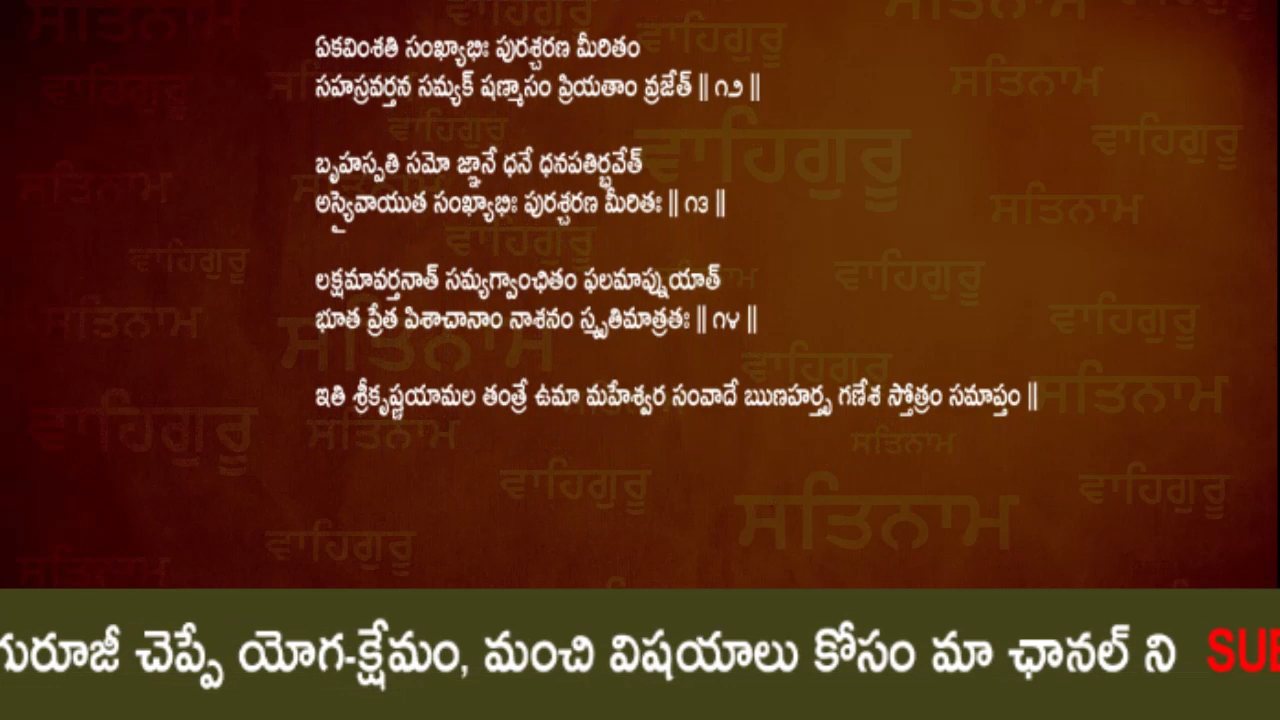 ఏకవింశతి సంఖ్యాభిః పురశ్చరణ మీరితం
సహస్రవర్తన సమ్యక్ షణ్మాసం ప్రియతాం వ్రజేత్ || ౧౨ ||
బృహస్పతి సమో జ్ఞానే ధనే ధనపతిర్భవేత్
అస్యైవాయుత సంఖ్యాభిః పురశ్చరణ మీరితః || ౧౩ ||
లక్షమావర్తనాత్ సమ్యగ్వాంఛితం ఫలమాప్నుయాత్
భూత ప్రేత పిశాచానాం నాశనం స్మృతిమాత్రతః || ౧౪ ||
ఇతి శ్రీకృష్ణయామల తంత్రే ఉమా మహేశ్వర సంవాదే ఋణహర్తృ గణేశ స్తోత్రం సమాప్తం ||
గురూజీ చెప్పే యోగ-క్షేమం, మంచి విషయాలు కోసం మా ఛానల్ ని SUB
ਸਤਿਨਾਮ
ਵਾਹਿਗੁਰੂ